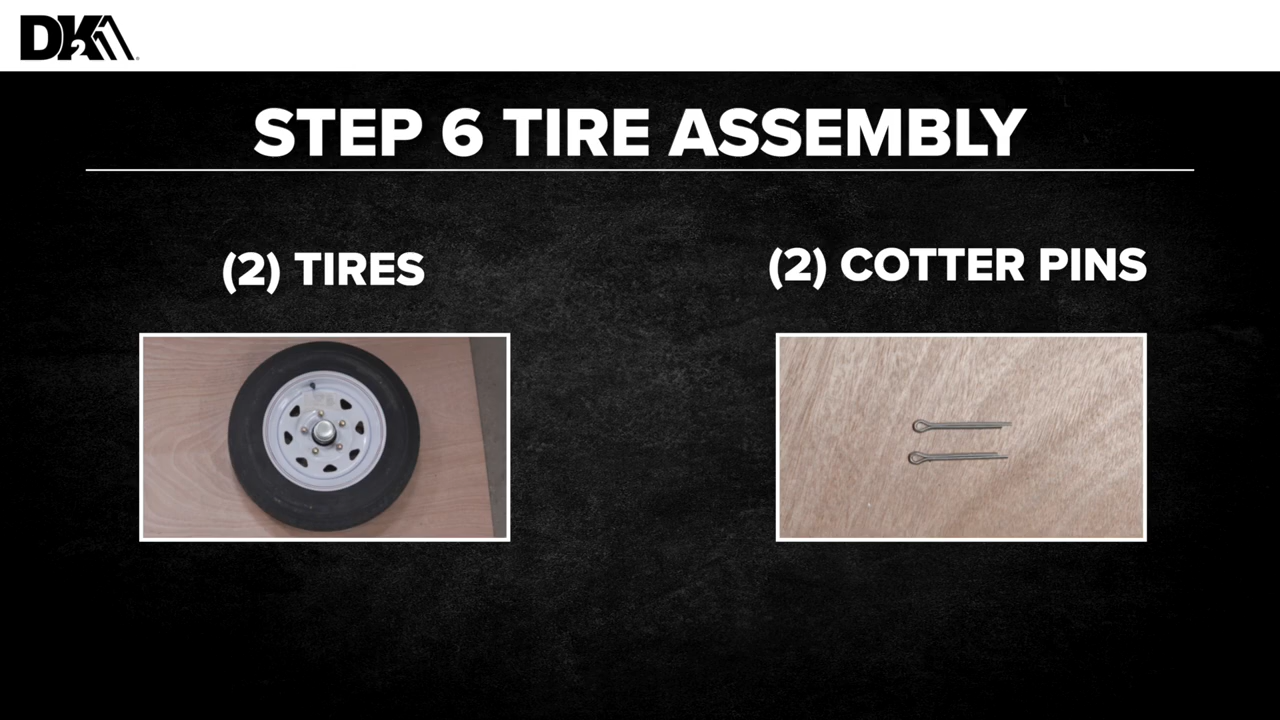 DK2
STEP 6 TIRE ASSEMBLY
(2) TIRES
(2) COTTER PINS